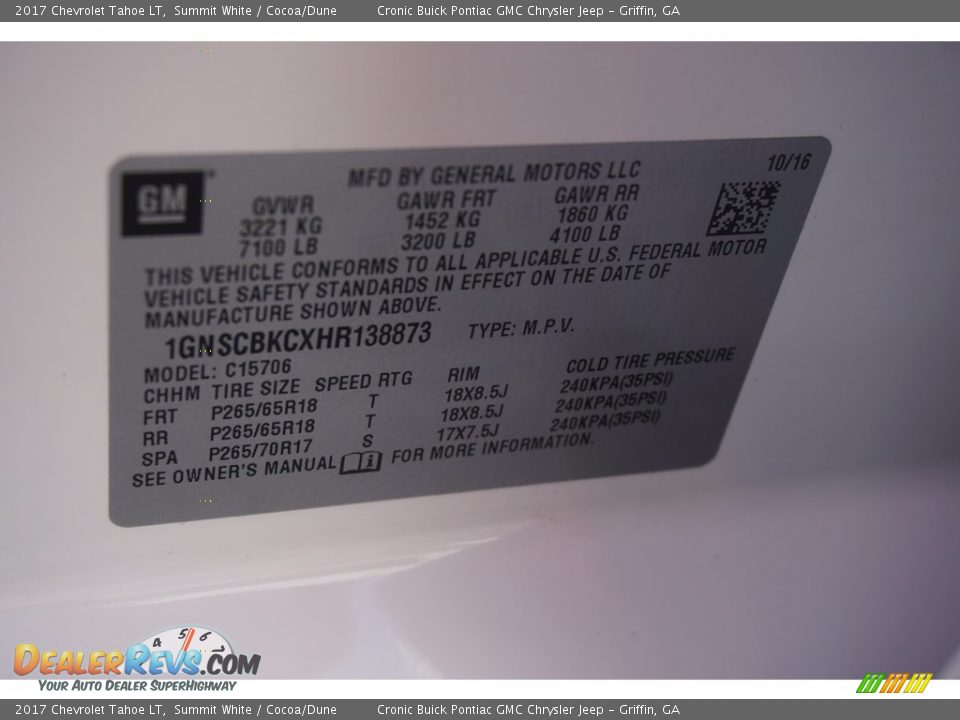 2017 Chevrolet Tahoe LT, Summit White / Cocoa/Dune Cronic Buick Pontiac GMC Chrysler Jeep - Griffin, GA
GM
MFD BY GENERAL MOTORS LLC 10/16
GVWR GAWR FRT GAWR RR
3221 KG 1452 KG 1860 KG
7100 LB 3200 LB 4100 LB
THIS VEHICLE CONFORMS TO ALL APPLICABLE U.S. FEDERAL MOTOR
VEHICLE SAFETY STANDARDS IN EFFECT ON THE DATE OF
MANUFACTURE SHOWN ABOVE.
1GNSCBKCXHR138873 TYPE: M.P.V.
MODEL: C15706
CHHM TIRE SIZE SPEED RTG RIM COLD TIRE PRESSURE
FRT P265/65R18 T 18X8.5J 240KPA(35PSI)
RR P265/65R18 T 18X8.5J 240KPA(35PSI)
SPA P265/70R17 S 17X7.5J 240KPA(35PSI)
SEE OWNER'S MANUAL i FOR MORE INFORMATION.
4 5 6 7
DEALERREVS.COM
YOUR AUTO DEALER SUPERHIGHWAY
2017 Chevrolet Tahoe LT, Summit White / Cocoa/Dune Cronic Buick Pontiac GMC Chrysler Jeep - Griffin, GA